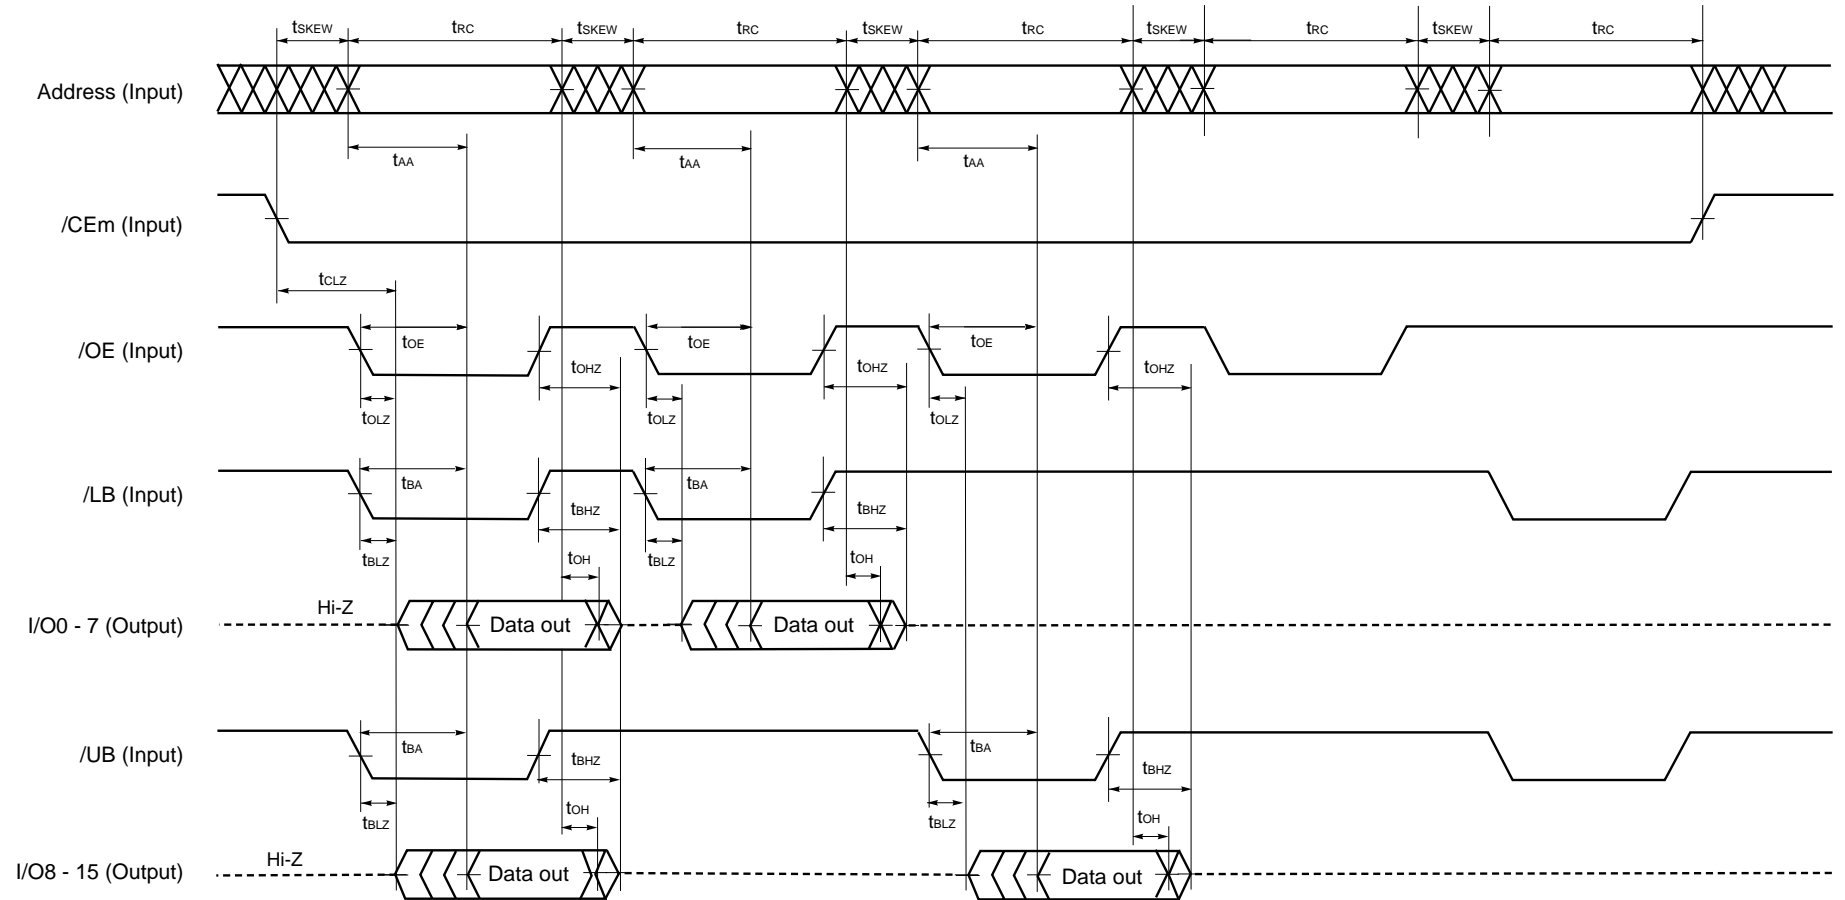 tSKEW tRC tSKEW tRC tSKEW tRC tSKEW tRC tSKEW tRC
Address (Input)
tAA tAA tAA
/CEm (Input)
tCLZ
/OE (Input)
tOE tOE tOE
tOHZ tOHZ tOHZ
tOLZ tOLZ tOLZ
/LB (Input)
tBA tBA
tBHZ tBHZ
tBLZ tOH tBLZ tOH
Hi-Z
I/O0 - 7 (Output) Data out Data out
/UB (Input)
tBA tBA
tBHZ tBHZ
tBLZ tOH tBLZ tOH
Hi-Z
I/O8 - 15 (Output) Data out Data out